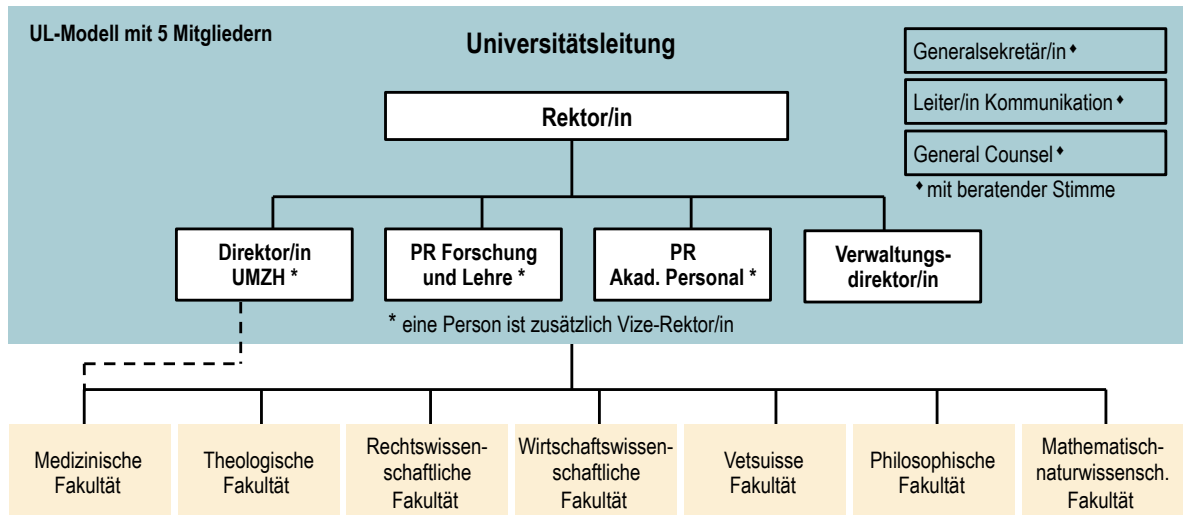 UL-Modell mit 5 Mitgliedern
Universitätsleitung
Generalsekretär/in ♦
Leiter/in Kommunikation ♦
General Counsel ♦
♦ mit beratender Stimme
Rektor/in
Direktor/in
UMZH *
PR Forschung
und Lehre *
PR
Akad. Personal *
Verwaltungs-
direktor/in
* eine Person ist zusätzlich Vize-Rektor/in
Medizinische
Fakultät
Theologische
Fakultät
Rechtswissen-
schaftliche
Fakultät
Wirtschaftswissen-
schaftliche
Fakultät
Vetsuisse
Fakultät
Philosophische
Fakultät
Mathematisch-
naturwissensch.
Fakultät